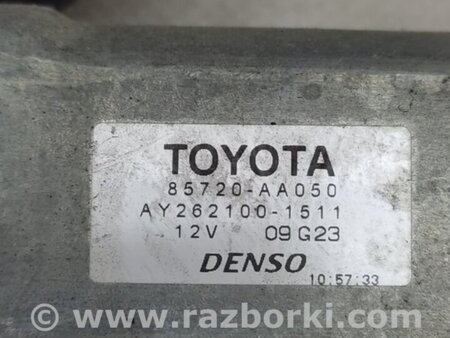 TOYOTA
85720-AA050
AY262100-1511
12V 09G23
DENSO
10:57:33
© www.razborki.com